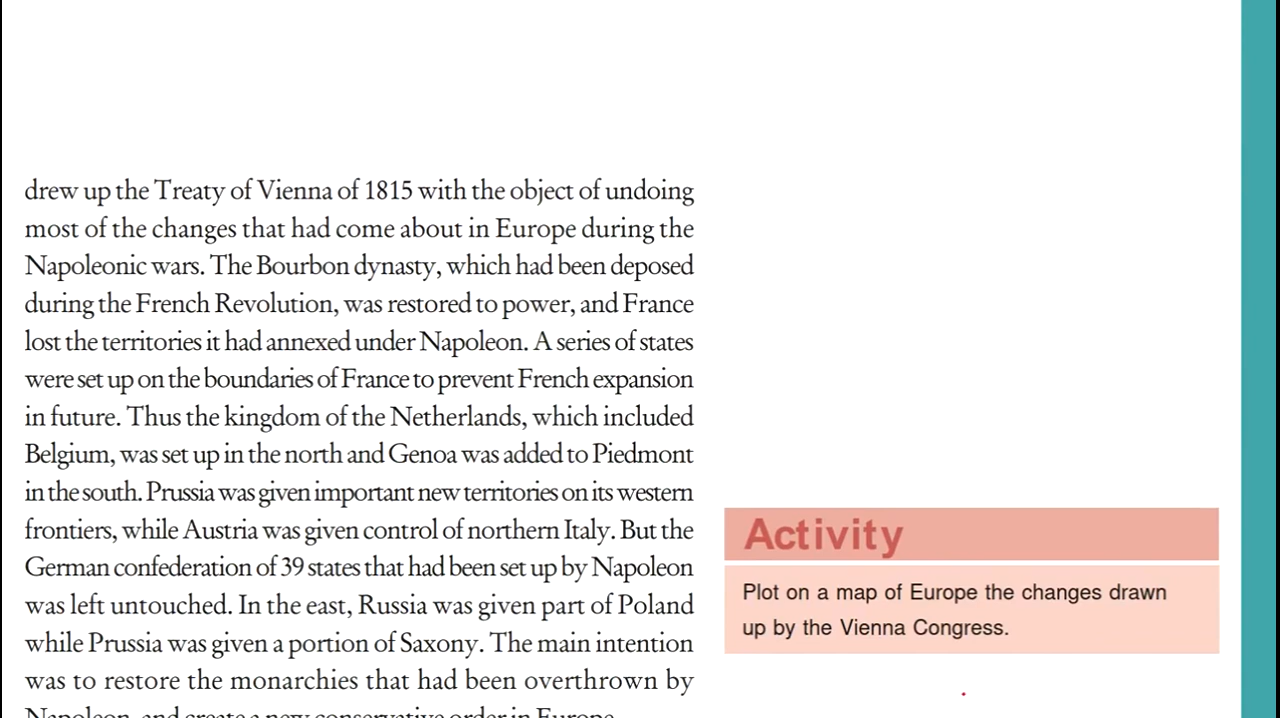 drew up the Treaty of Vienna of 1815 with the object of undoing
most of the changes that had come about in Europe during the
Napoleonic wars. The Bourbon dynasty, which had been deposed
during the French Revolution, was restored to power, and France
lost the territories it had annexed under Napoleon. A series of states
were set up on the boundaries of France to prevent French expansion
in future. Thus the kingdom of the Netherlands, which included
Belgium, was set up in the north and Genoa was added to Piedmont
in the south. Prussia was given important new territories on its western
frontiers, while Austria was given control of northern Italy. But the
German confederation of 39 states that had been set up by Napoleon
was left untouched. In the east, Russia was given part of Poland
while Prussia was given a portion of Saxony. The main intention
was to restore the monarchies that had been overthrown by
Napoleon, and create a new conservative order in Europe.
Activity
Plot on a map of Europe the changes drawn
up by the Vienna Congress.